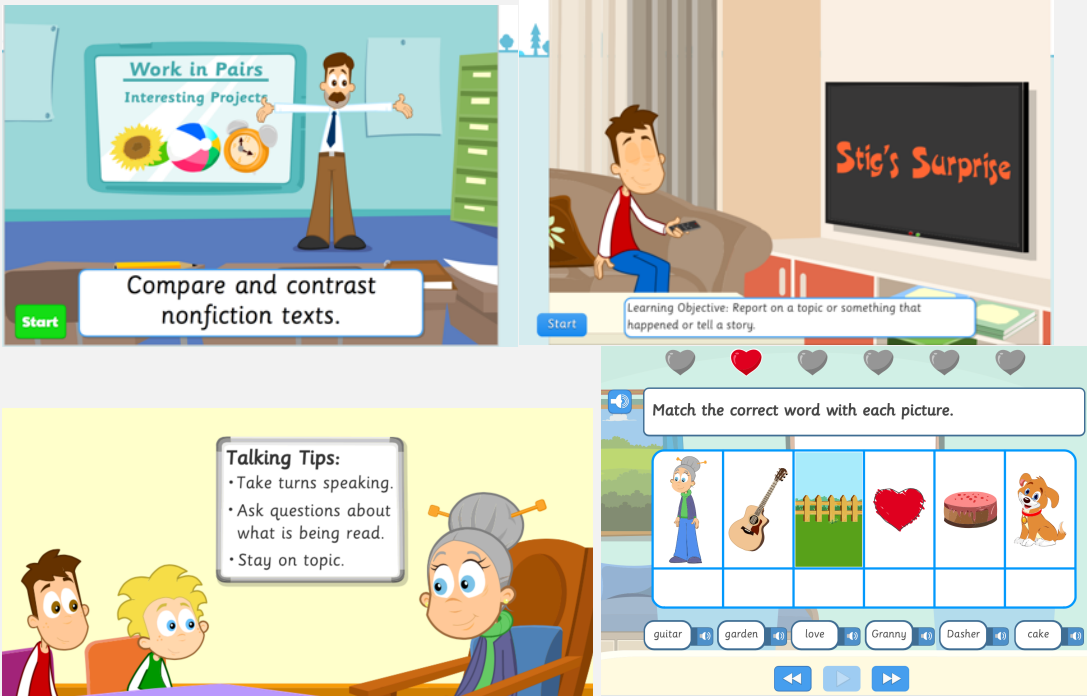 Work in Pairs
Interesting Projects
Compare and contrast
nonfiction texts.
Start
Stig's Surprise
Learning Objective: Report on a topic or something that
happened or tell a story.
Start
Talking Tips:
• Take turns speaking.
• Ask questions about
what is being read.
• Stay on topic.
Match the correct word with each picture.
guitar garden love Granny Dasher cake